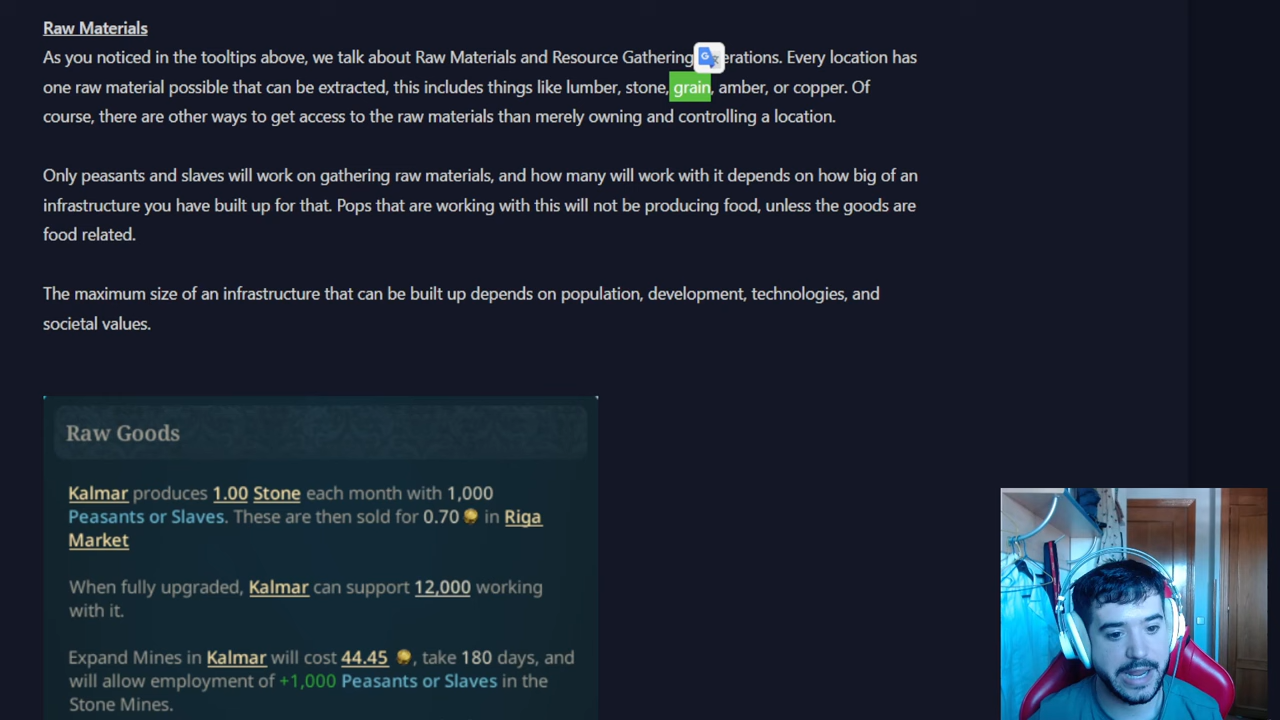 Raw Materials
As you noticed in the tooltips above, we talk about Raw Materials and Resource Gathering erations. Every location has
one raw material possible that can be extracted, this includes things like lumber, stone, grain, amber, or copper. Of
course, there are other ways to get access to the raw materials than merely owning and controlling a location.
Only peasants and slaves will work on gathering raw materials, and how many will work with it depends on how big of an
infrastructure you have built up for that. Pops that are working with this will not be producing food, unless the goods are
food related.
The maximum size of an infrastructure that can be built up depends on population, development, technologies, and
societal values.
Raw Goods
Kalmar produces 1.00 Stone each month with 1,000
Peasants or Slaves. These are then sold for 0.70 in Riga
Market
When fully upgraded, Kalmar can support 12,000 working
with it.
Expand Mines in Kalmar will cost 44.45 , take 180 days, and
will allow employment of +1,000 Peasants or Slaves in the
Stone Mines.